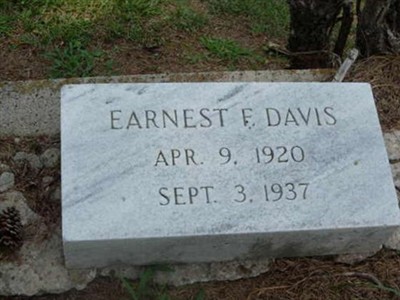 EARNEST F. DAVIS
APR. 9, 1920
SEPT. 3, 1937